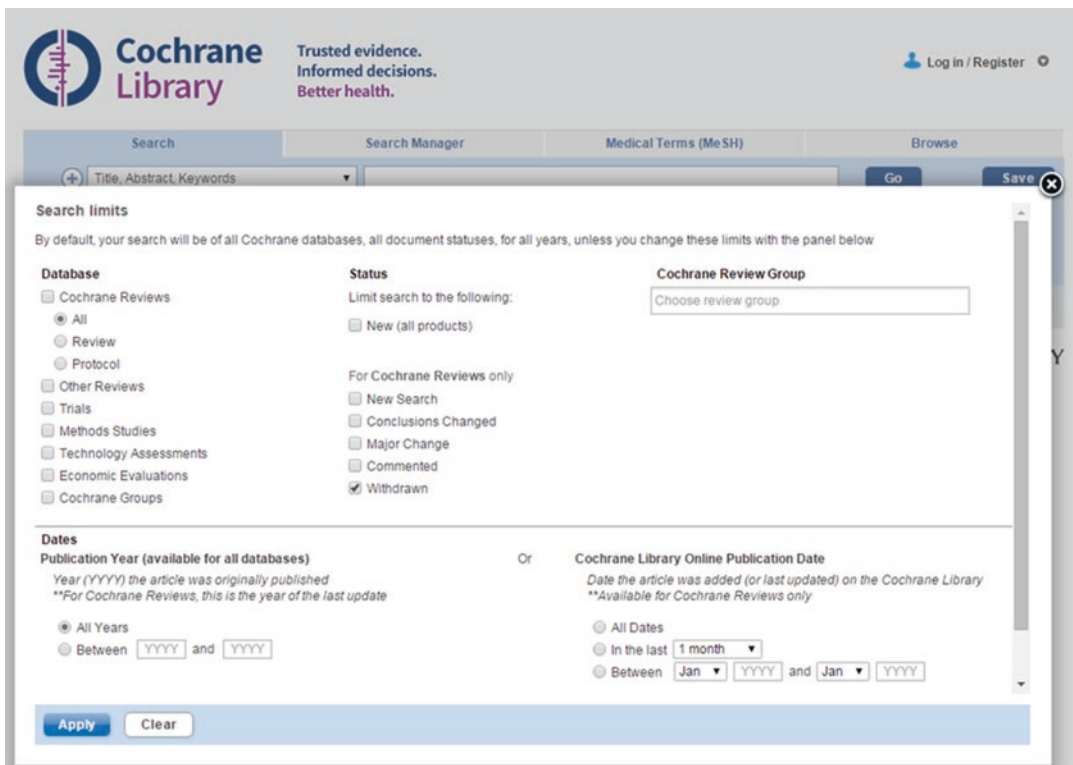 Cochrane
Library
Trusted evidence.
Informed decisions.
Better health.
Log in / Register
Search
Search Manager
Medical Terms (MeSH)
Browse
Title, Abstract, Keywords
Go
Save
Search limits
By default, your search will be of all Cochrane databases, all document statuses, for all years, unless you change these limits with the panel below
Database
Cochrane Reviews
All
Review
Protocol
Other Reviews
Trials
Methods Studies
Technology Assessments
Economic Evaluations
Cochrane Groups
Status
Limit search to the following:
New (all products)
For Cochrane Reviews only
New Search
Conclusions Changed
Major Change
Commented
Withdrawn
Cochrane Review Group
Choose review group
Y
Dates
Publication Year (available for all databases)
Year (YYYY) the article was originally published
**For Cochrane Reviews, this is the year of the last update
All Years
Between YYYY and YYYY
Or
Cochrane Library Online Publication Date
Date the article was added (or last updated) on the Cochrane Library
**Available for Cochrane Reviews only
All Dates
In the last 1 month
Between Jan YYYY and Jan YYYY
Apply
Clear